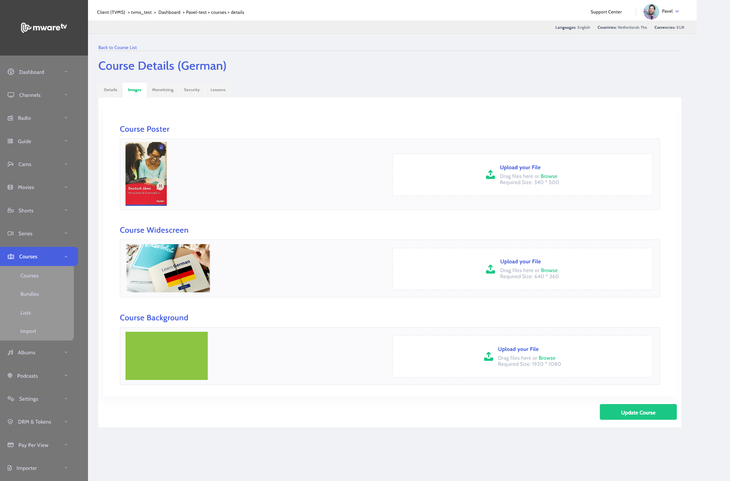 Client (TVMS) > tvms_test > Dashboard > Pavel-test > courses > details
Support Center
Pavel
mwaretv
Languages: English Countries: Netherlands The Currencies: EUR
Back to Course List
Course Details (German)
Details Images Monetizing Security Lessons
Dashboard
Channels
Radio
Guide
Cams
Movies
Shorts
Series
Courses
Courses
Bundles
Lists
Import
Albums
Podcasts
Settings
DRM & Tokens
Pay Per View
Importer
Course Poster
Deutsch üben
Upload your File
Drag files here or Browse
Required Size: 340 * 500
Course Widescreen
Learn German
Upload your File
Drag files here or Browse
Required Size: 640 * 360
Course Background
Upload your File
Drag files here or Browse
Required Size: 1920 * 1080
Update Course